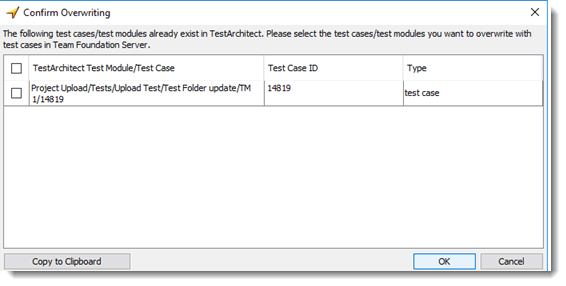 Confirm Overwriting
The following test cases/test modules already exist in TestArchitect. Please select the test cases/test modules you want to overwrite with
test cases in Team Foundation Server.
TestArchitect Test Module/Test Case Test Case ID Type
Project Upload/Tests/Upload Test/Test Folder update/TM 14819 test case
1/14819
Copy to Clipboard OK Cancel